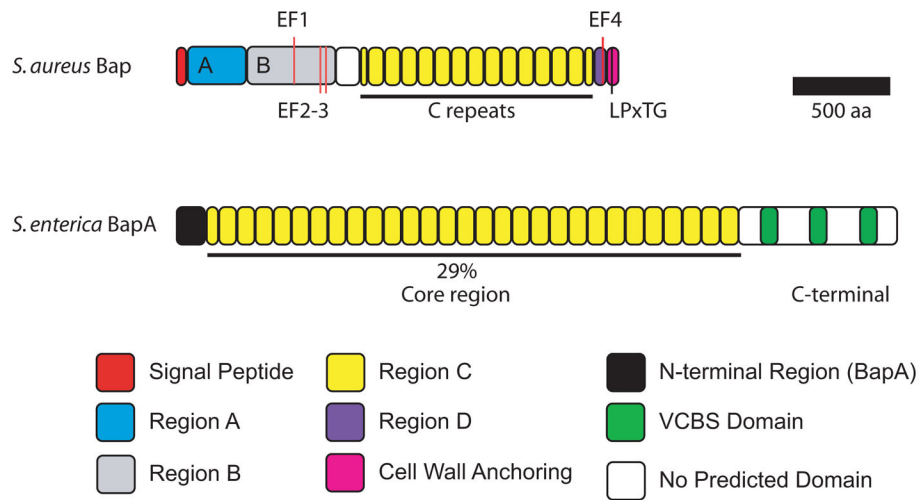 EF1
EF4
S. aureus Bap
A
B
EF2-3
C repeats
LPxTG
500 aa
S. enterica BapA
29%
Core region
C-terminal
Signal Peptide
Region C
N-terminal Region (BapA)
Region A
Region D
VCBS Domain
Region B
Cell Wall Anchoring
No Predicted Domain